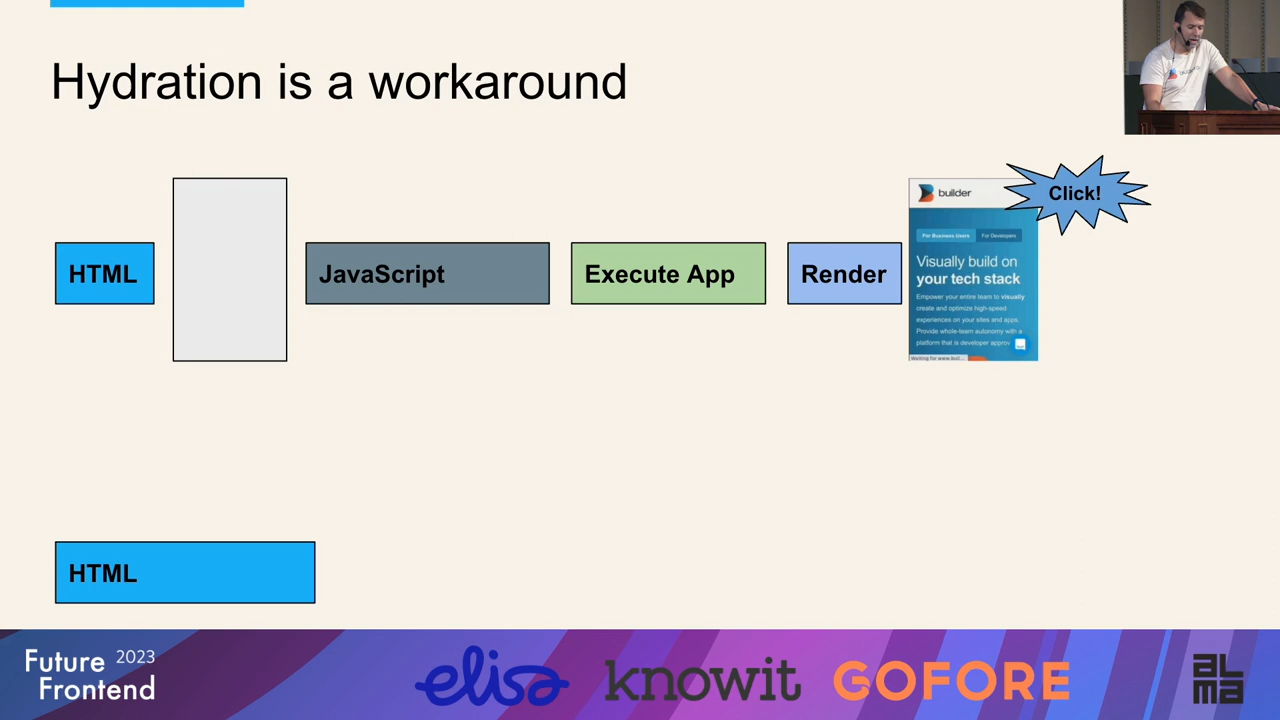 Hydration is a workaround
Click!
builder
For Business Users
For Developers
Visually build on
your tech stack
Empower your entire team to visually
create and optimize high-speed
experiences on your sites and apps.
Provide whole-team autonomy with a
platform that is developer approv
Waiting for www.buil...
HTML
JavaScript
Execute App
Render
HTML
Future 2023
Frontend
elisa
knowit
GOFORE
aL
ma